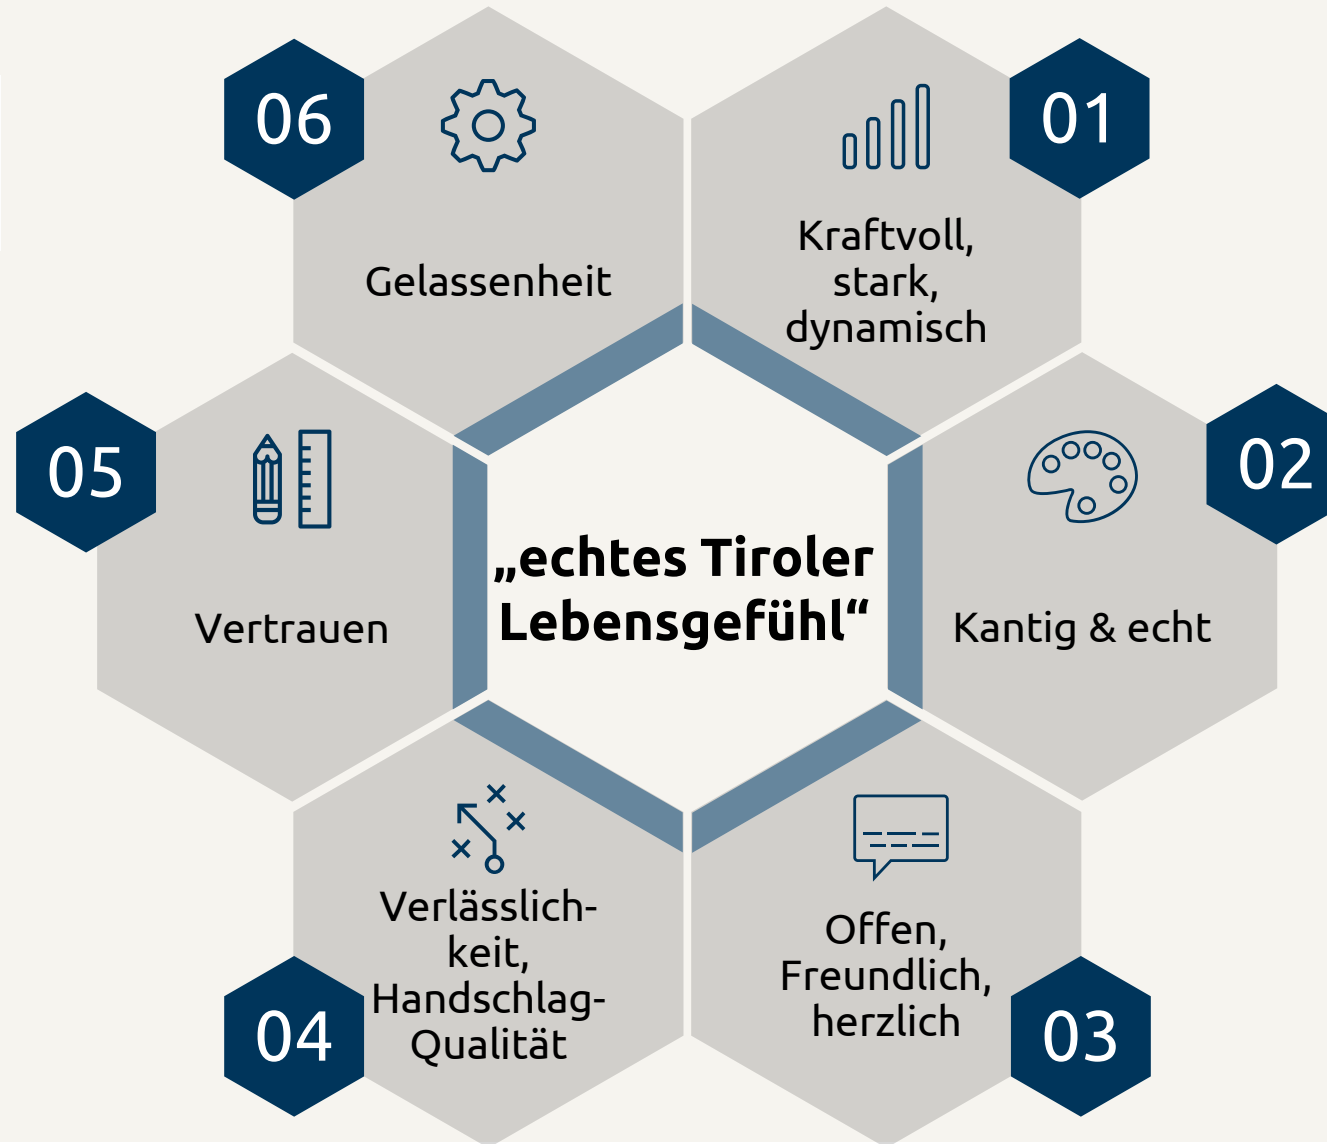 01
Kraftvoll,
stark,
dynamisch
02
Kantig & echt
03
Offen,
Freundlich,
herzlich
04
Verlässlich-
keit,
Handschlag-
Qualität
05
Vertrauen
06
Gelassenheit
„echtes Tiroler
Lebensgefühl“